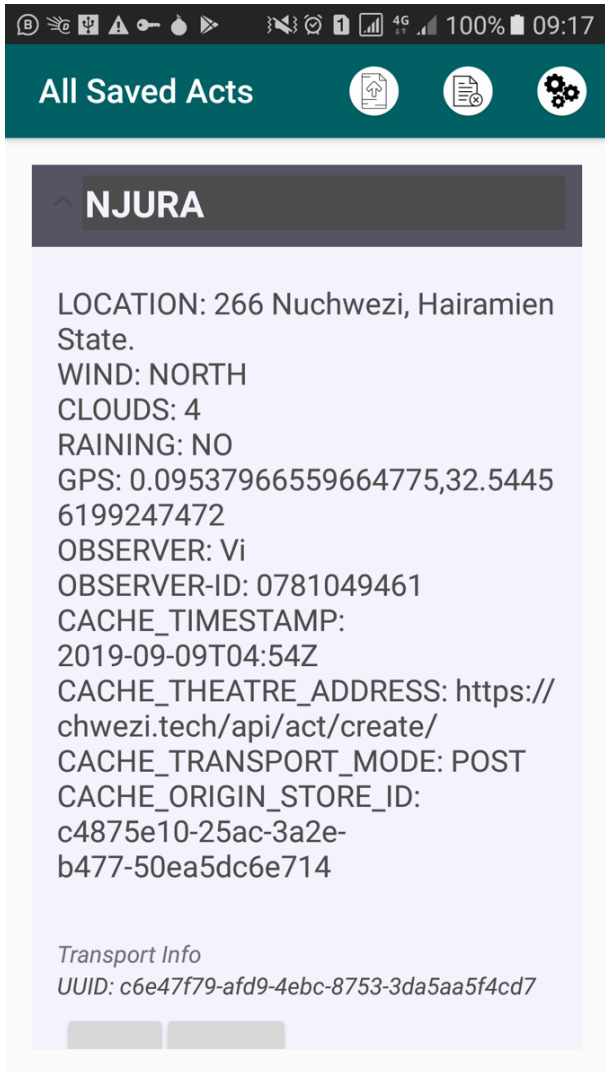 100% 09:17
All Saved Acts
NJURA
LOCATION: 266 Nuchwezi, Hairamien
State.
WIND: NORTH
CLOUDS: 4
RAINING: NO
GPS: 0.09537966559664775,32.5445
6199247472
OBSERVER: Vi
OBSERVER-ID: 0781049461
CACHE_TIMESTAMP:
2019-09-09T04:54Z
CACHE_THEATRE_ADDRESS: https://
chwezi.tech/api/act/create/
CACHE_TRANSPORT_MODE: POST
CACHE_ORIGIN_STORE_ID:
c4875e10-25ac-3a2e-
b477-50ea5dc6e714
Transport Info
UUID: c6e47f79-afd9-4ebc-8753-3da5aa5f4cd7